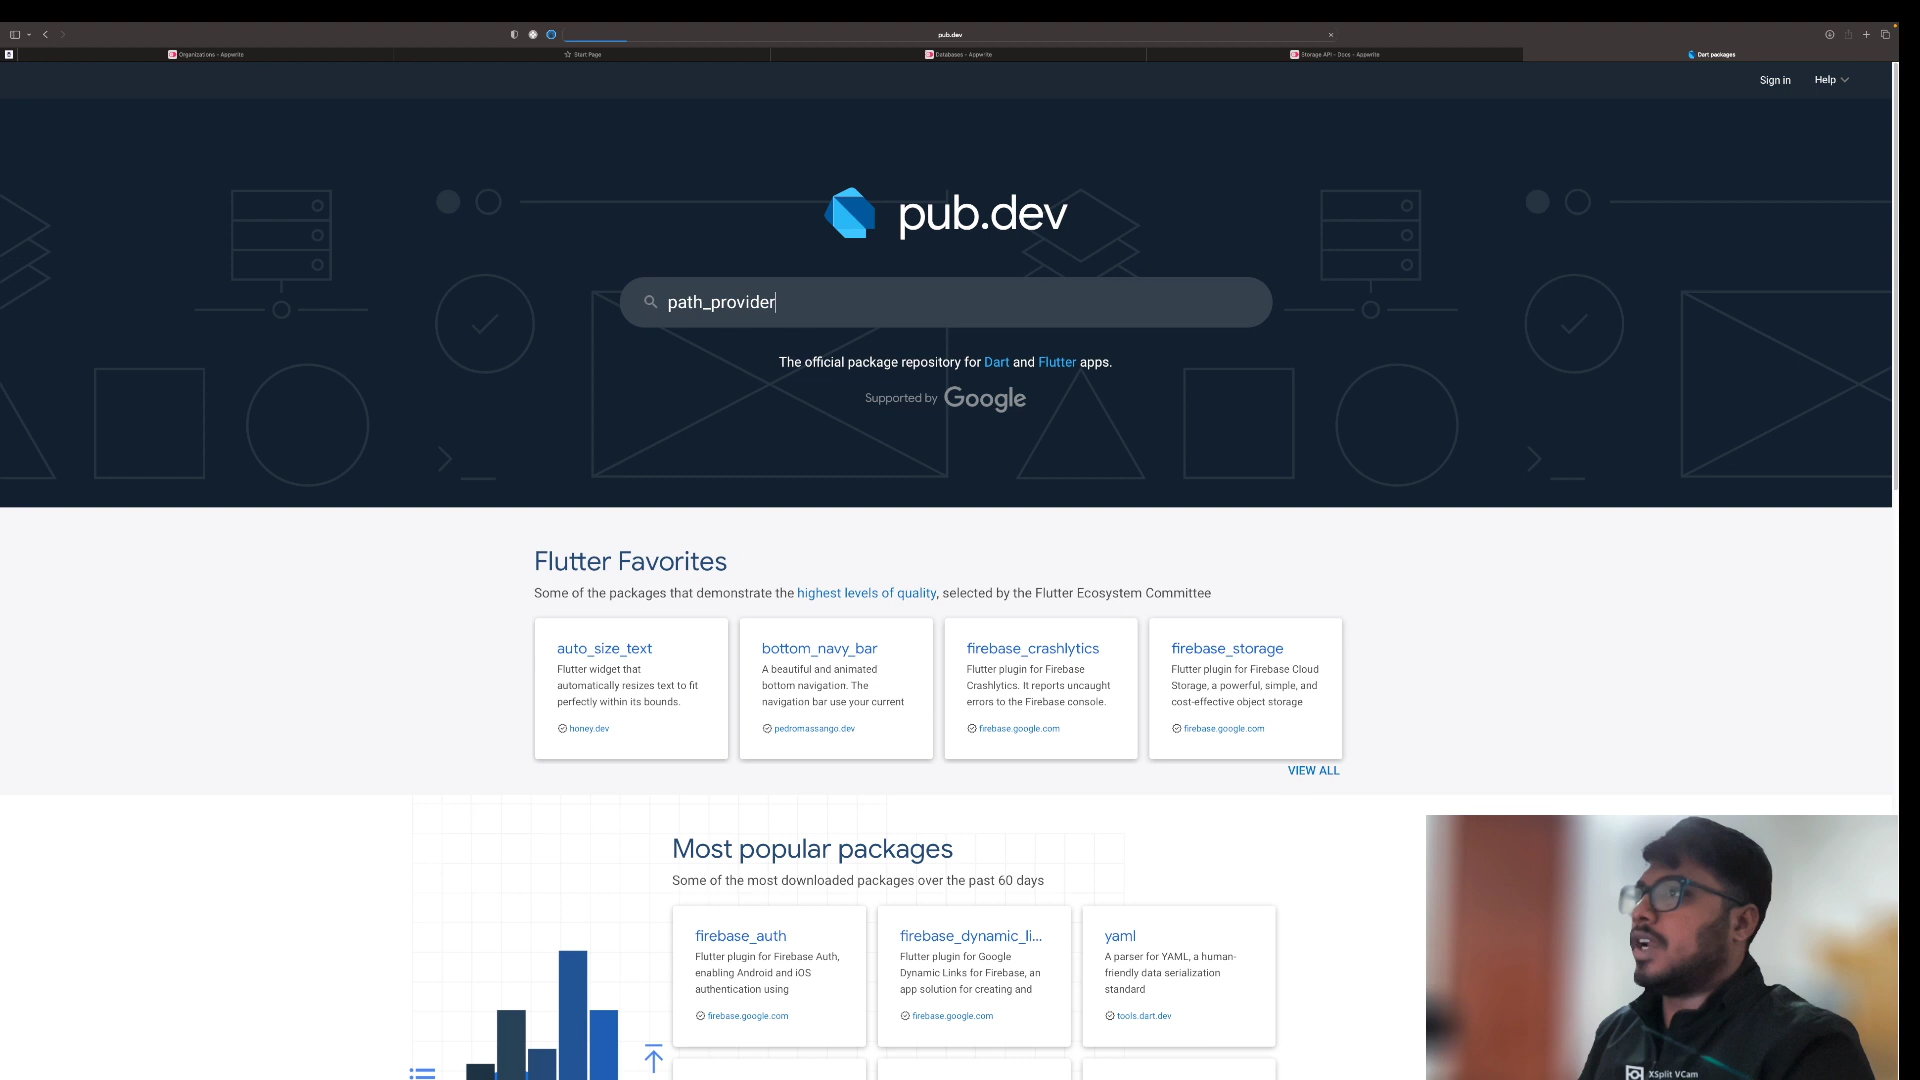 pub.dev
Organizations - Appwrite
Start Page
Databases - Appwrite
Storage API - Docs - Appwrite
Dart packages
Sign in
Help
pub.dev
path_provider
The official package repository for Dart and Flutter apps.
Supported by Google
Flutter Favorites
Some of the packages that demonstrate the highest levels of quality, selected by the Flutter Ecosystem Committee
auto_size_text
Flutter widget that
automatically resizes text to fit
perfectly within its bounds.
honey.dev
bottom_navy_bar
A beautiful and animated
bottom navigation. The
navigation bar use your current
pedromassango.dev
firebase_crashlytics
Flutter plugin for Firebase
Crashlytics. It reports uncaught
errors to the Firebase console.
firebase.google.com
firebase_storage
Flutter plugin for Firebase Cloud
Storage, a powerful, simple, and
cost-effective object storage
firebase.google.com
VIEW ALL
Most popular packages
Some of the most downloaded packages over the past 60 days
firebase_auth
Flutter plugin for Firebase Auth,
enabling Android and iOS
authentication using
firebase.google.com
firebase_dynamic_li...
Flutter plugin for Google
Dynamic Links for Firebase, an
app solution for creating and
firebase.google.com
yaml
A parser for YAML, a human-
friendly data serialization
standard
tools.dart.dev
XSplit VCam